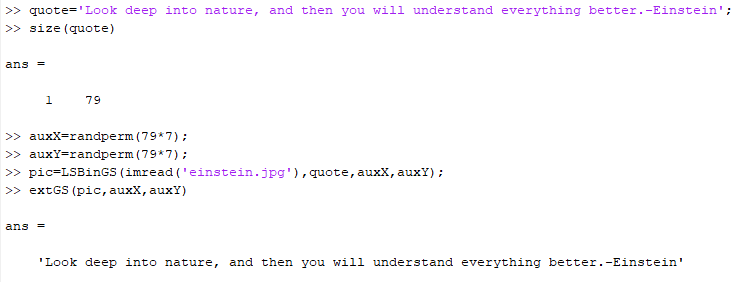 >> quote='Look deep into nature, and then you will understand everything better.-Einstein';
>> size(quote)
ans =
1 79
>> auxX=randperm(79*7);
>> auxY=randperm(79*7);
>> pic=LSBinGS(imread('einstein.jpg'),quote,auxX,auxY);
>> extGS(pic,auxX,auxY)
ans =
'Look deep into nature, and then you will understand everything better.-Einstein'